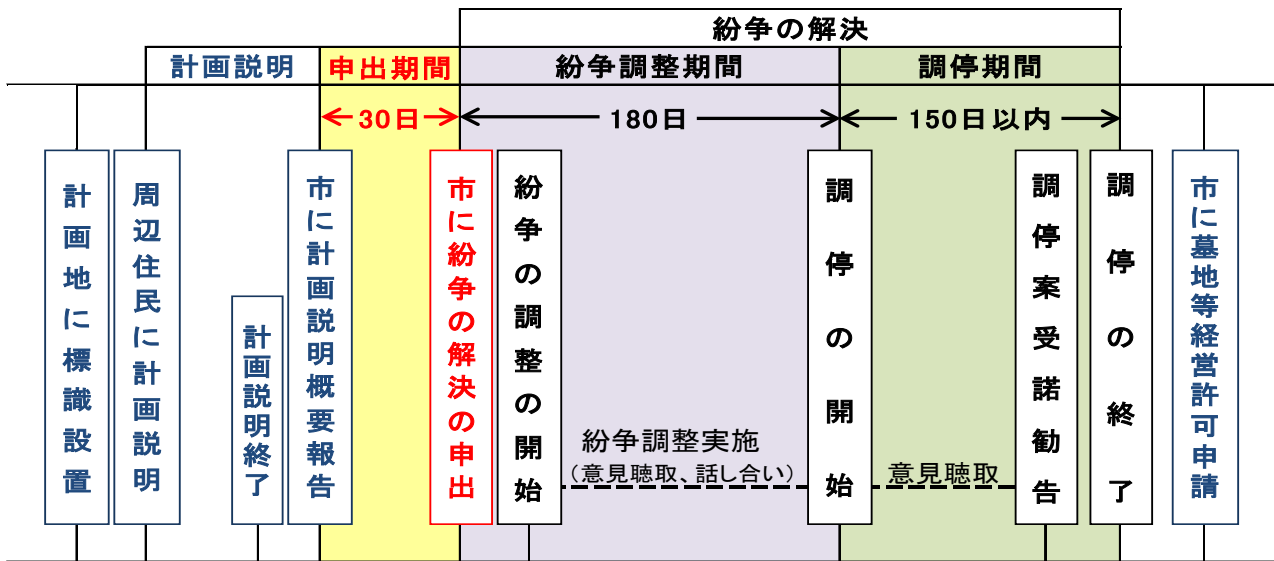 紛争の解決
計画説明
申出期間
紛争調整期間
調停期間
30日
180日
150日以内
計画地に標識設置
周辺住民に計画説明
計画説明終了
市に計画説明概要報告
市に紛争の解決の申出
紛争の調整の開始
紛争調整実施
(意見聴取、話し合い)
調停の開始
意見聴取
調停案受諾勧告
調停の終了
市に墓地等経営許可申請